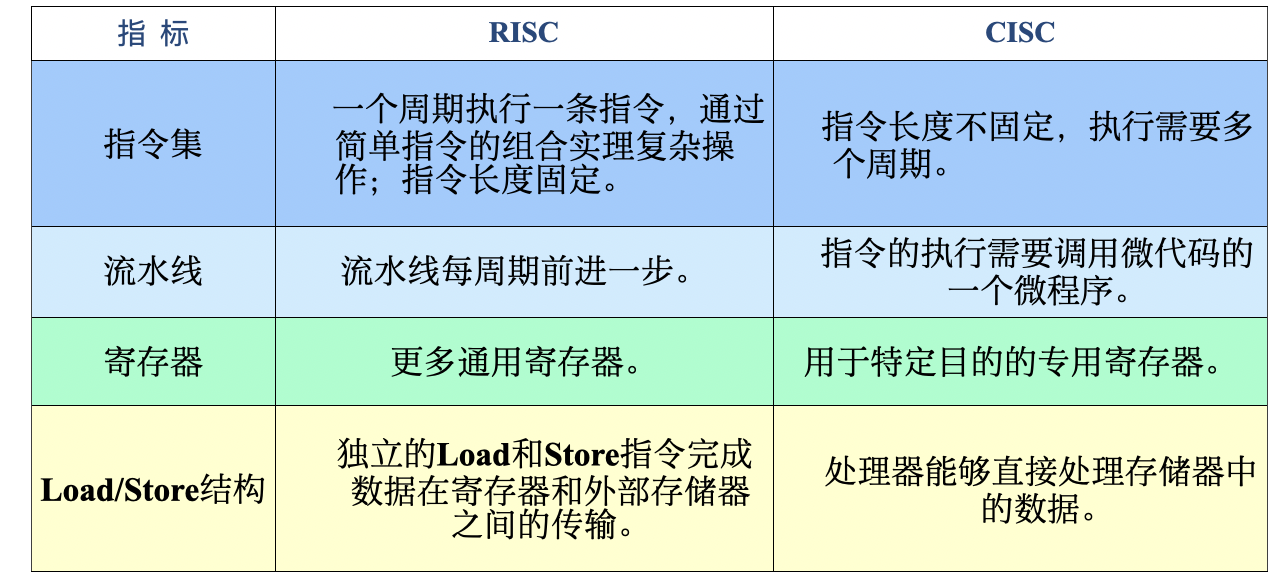 指 标
RISC
CISC
指令集
一个周期执行一条指令，通过
简单指令的组合实理复杂操
作；指令长度固定。
指令长度不固定，执行需要多
个周期。
流水线
流水线每周期前进一步。
指令的执行需要调用微代码的
一个微程序。
寄存器
更多通用寄存器。
用于特定目的的专用寄存器。
Load/Store结构
独立的Load和Store指令完成
数据在寄存器和外部存储器
之间的传输。
处理器能够直接处理存储器中
的数据。